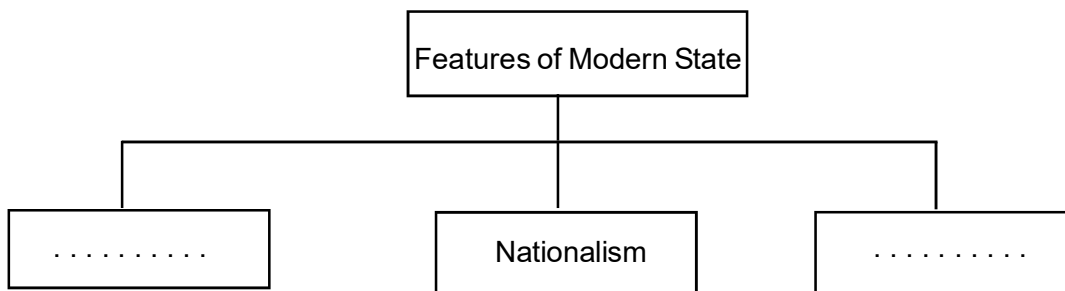 Features of Modern State
. . . . . . . . . .
Nationalism
. . . . . . . . . .